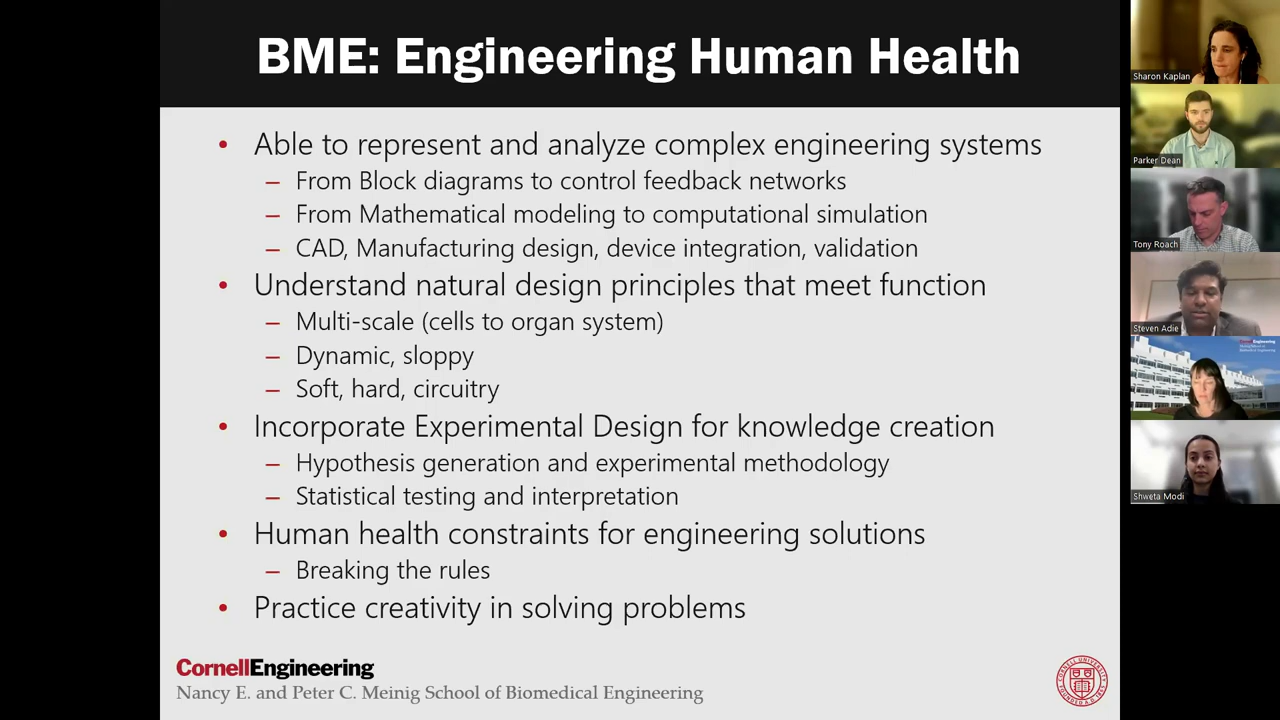 BME: Engineering Human Health
• Able to represent and analyze complex engineering systems
– From Block diagrams to control feedback networks
– From Mathematical modeling to computational simulation
– CAD, Manufacturing design, device integration, validation
• Understand natural design principles that meet function
– Multi-scale (cells to organ system)
– Dynamic, sloppy
– Soft, hard, circuitry
• Incorporate Experimental Design for knowledge creation
– Hypothesis generation and experimental methodology
– Statistical testing and interpretation
• Human health constraints for engineering solutions
– Breaking the rules
• Practice creativity in solving problems
CornellEngineering
Nancy E. and Peter C. Meinig School of Biomedical Engineering
Sharon Kaplan
Parker Dean
Tony Roach
Steven Adie
CornellEngineering
Shweta Modi